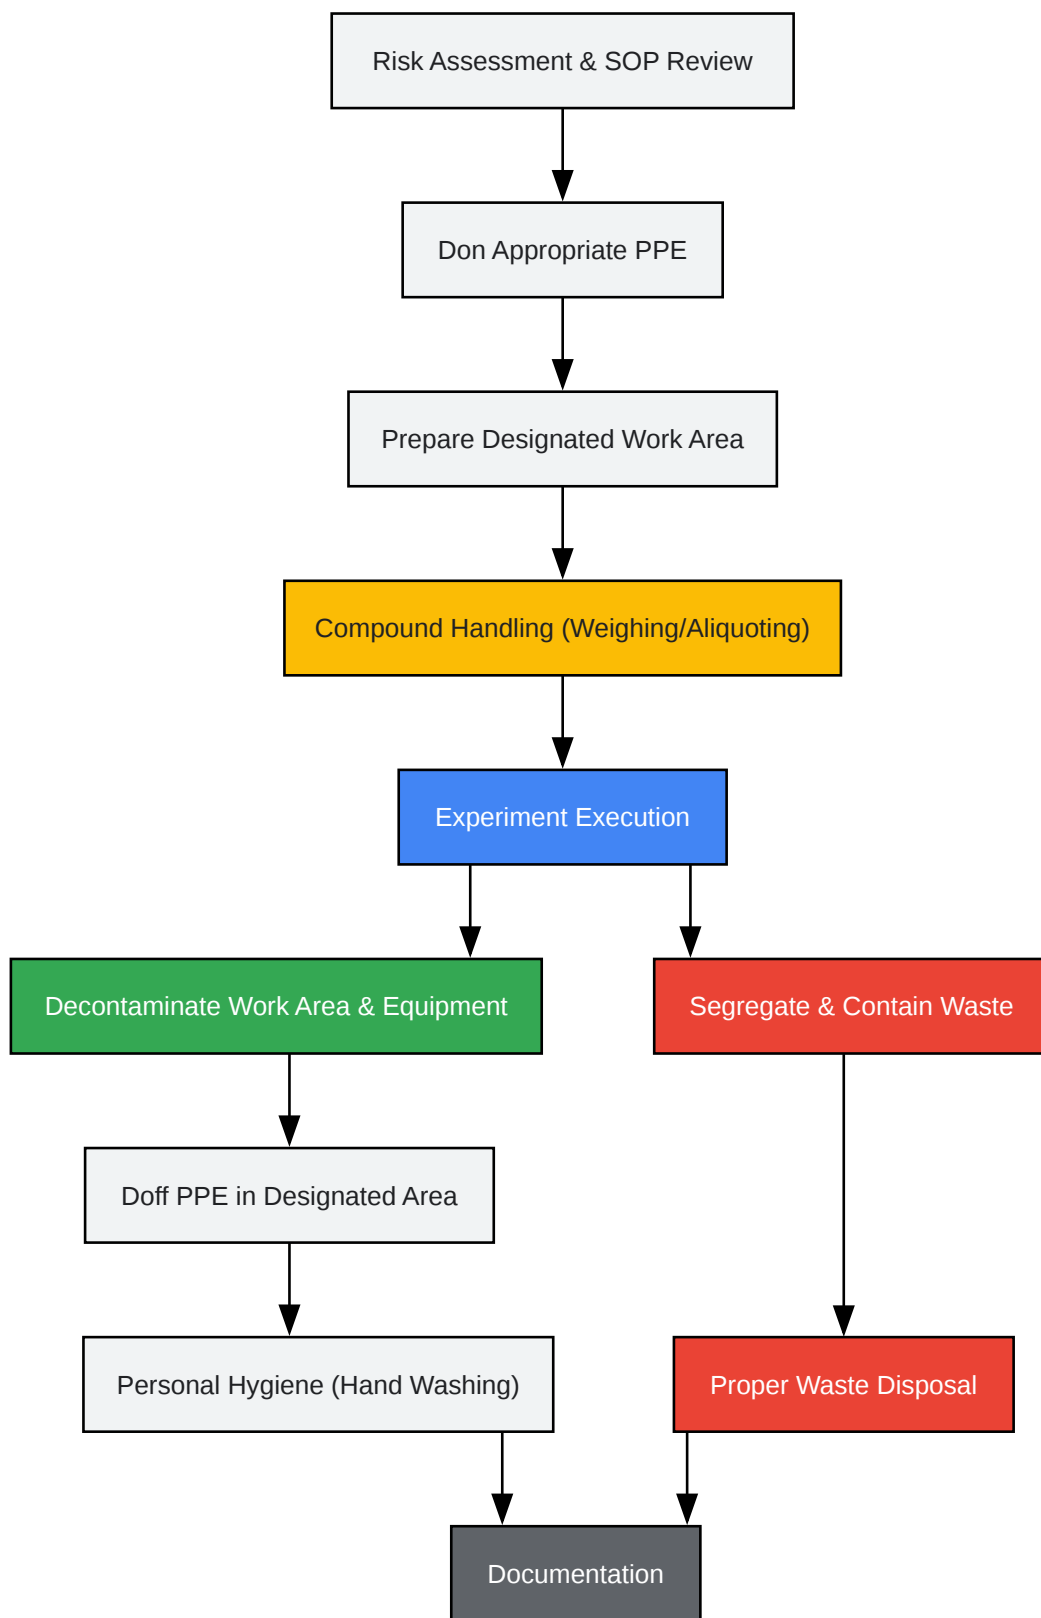 Risk Assessment & SOP Review
Don Appropriate PPE
Prepare Designated Work Area
Compound Handling (Weighing/Aliquoting)
Experiment Execution
Decontaminate Work Area & Equipment
Segregate & Contain Waste
Doff PPE in Designated Area
Personal Hygiene (Hand Washing)
Proper Waste Disposal
Documentation